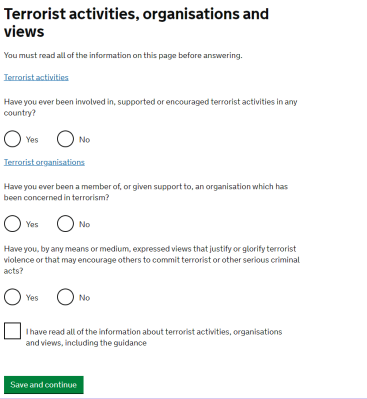 Terrorist activities, organisations and
views
You must read all of the information on this page before answering.
Terrorist activities
Have you ever been involved in, supported or encouraged terrorist activities in any
country?
Yes No
Terrorist organisations
Have you ever been a member of, or given support to, an organisation which has
been concerned in terrorism?
Yes No
Have you, by any means or medium, expressed views that justify or glorify terrorist
violence or that may encourage others to commit terrorist or other serious criminal
acts?
Yes No
I have read all of the information about terrorist activities, organisations
and views, including the guidance
Save and continue